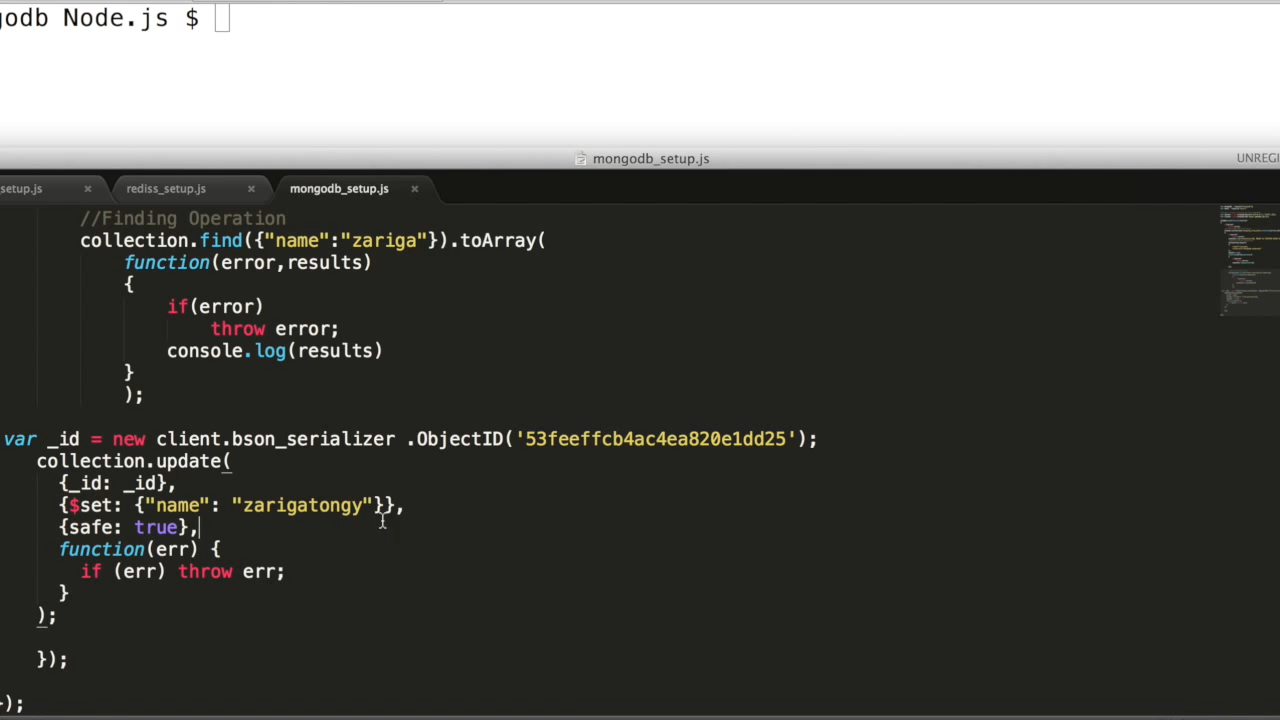 godb Node.js $
mongodb_setup.js
UNREGI
setup.js × rediss_setup.js × mongodb_setup.js ×
//Finding Operation
collection.find({"name":"zariga"}).toArray(
function(error,results)
{
if(error)
throw error;
console.log(results)
}
);
var _id = new client.bson_serializer .ObjectID('53feeffcb4ac4ea820e1dd25');
collection.update(
{_id: _id},
{$set: {"name": "zarigatongy"}},
{safe: true},
function(err) {
if (err) throw err;
}
);
});
});